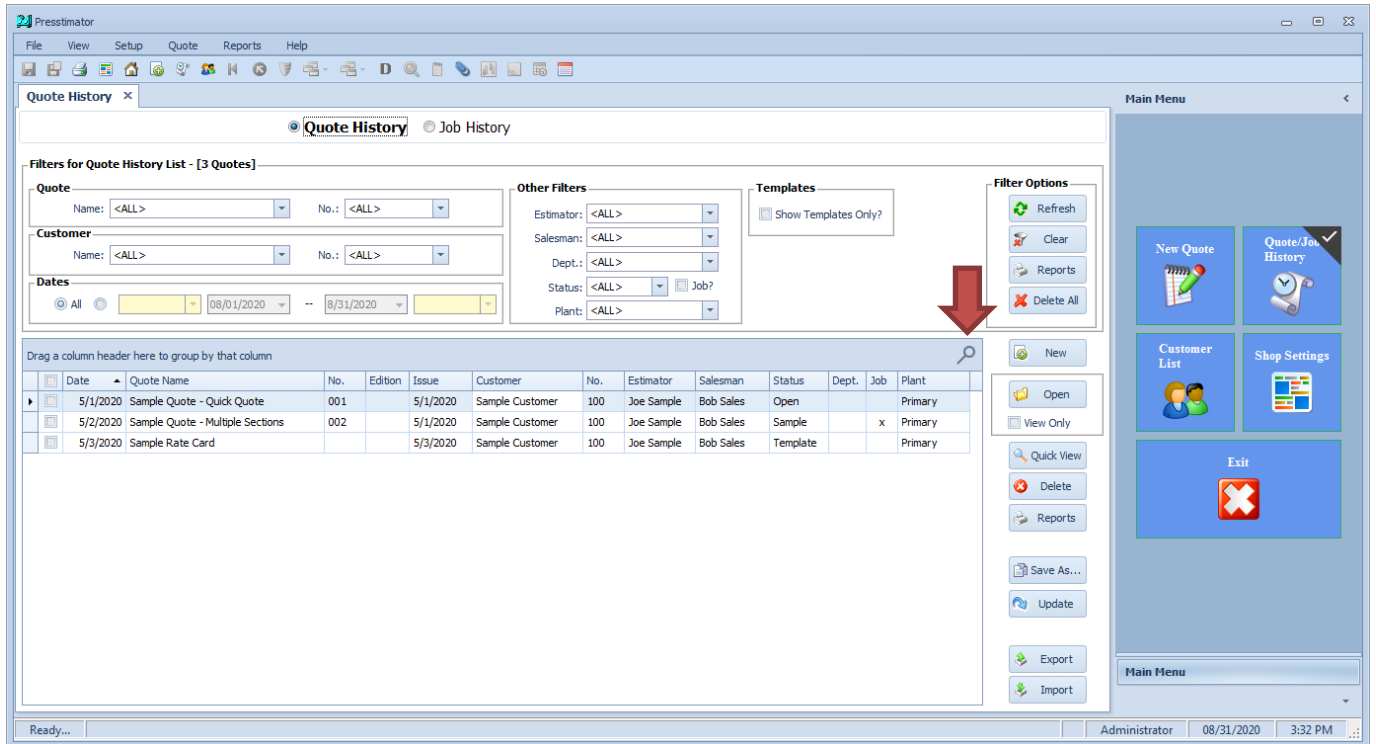 Presstimator
File View Setup Quote Reports Help
Quote History
Main Menu
Quote History Job History
Filters for Quote History List - [3 Quotes]
Quote
Name: <ALL> No.: <ALL>
Customer
Name: <ALL> No.: <ALL>
Dates
All 08/01/2020 -- 8/31/2020
Other Filters
Estimator: <ALL>
Salesman: <ALL>
Dept.: <ALL>
Status: <ALL> Job?
Plant: <ALL>
Templates
Show Templates Only?
Filter Options
Refresh
Clear
Reports
Delete All
Drag a column header here to group by that column
Date Quote Name No. Edition Issue Customer No. Estimator Salesman Status Dept. Job Plant
5/1/2020 Sample Quote - Quick Quote 001 5/1/2020 Sample Customer 100 Joe Sample Bob Sales Open Primary
5/2/2020 Sample Quote - Multiple Sections 002 5/1/2020 Sample Customer 100 Joe Sample Bob Sales Sample x Primary
5/3/2020 Sample Rate Card 5/3/2020 Sample Customer 100 Joe Sample Bob Sales Template Primary
New
Open
View Only
Quick View
Delete
Reports
Save As...
Update
Export
Import
New Quote
Quote/Jo
History
Customer
List
Shop Settings
Exit
Main Menu
Ready... Administrator 08/31/2020 3:32 PM